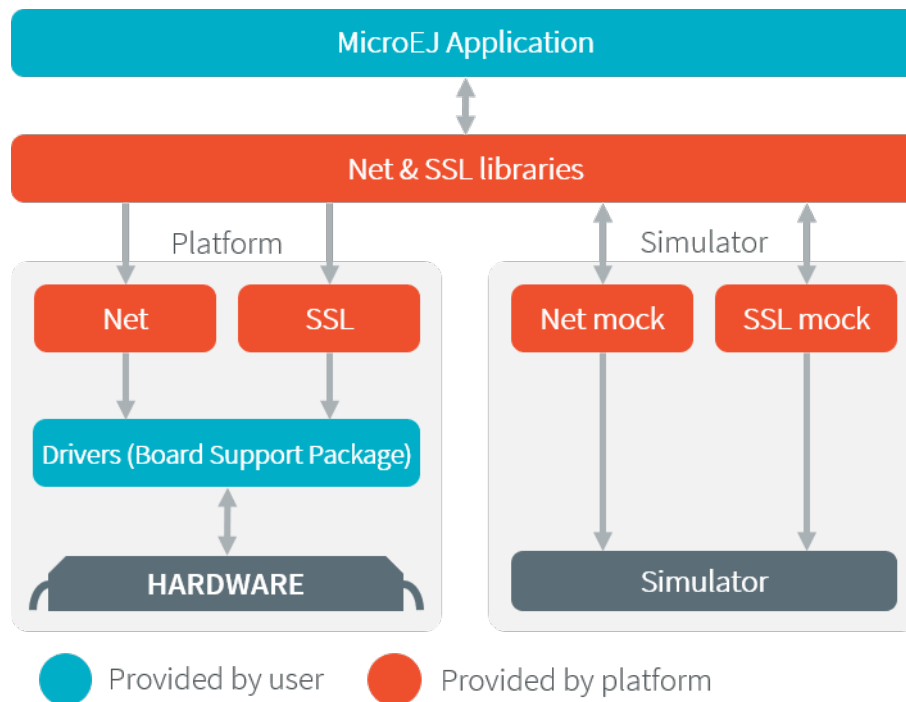 MicroEJ Application
Net & SSL libraries
Platform
Simulator
Net
SSL
Net mock
SSL mock
Drivers (Board Support Package)
HARDWARE
Simulator
Provided by user
Provided by platform